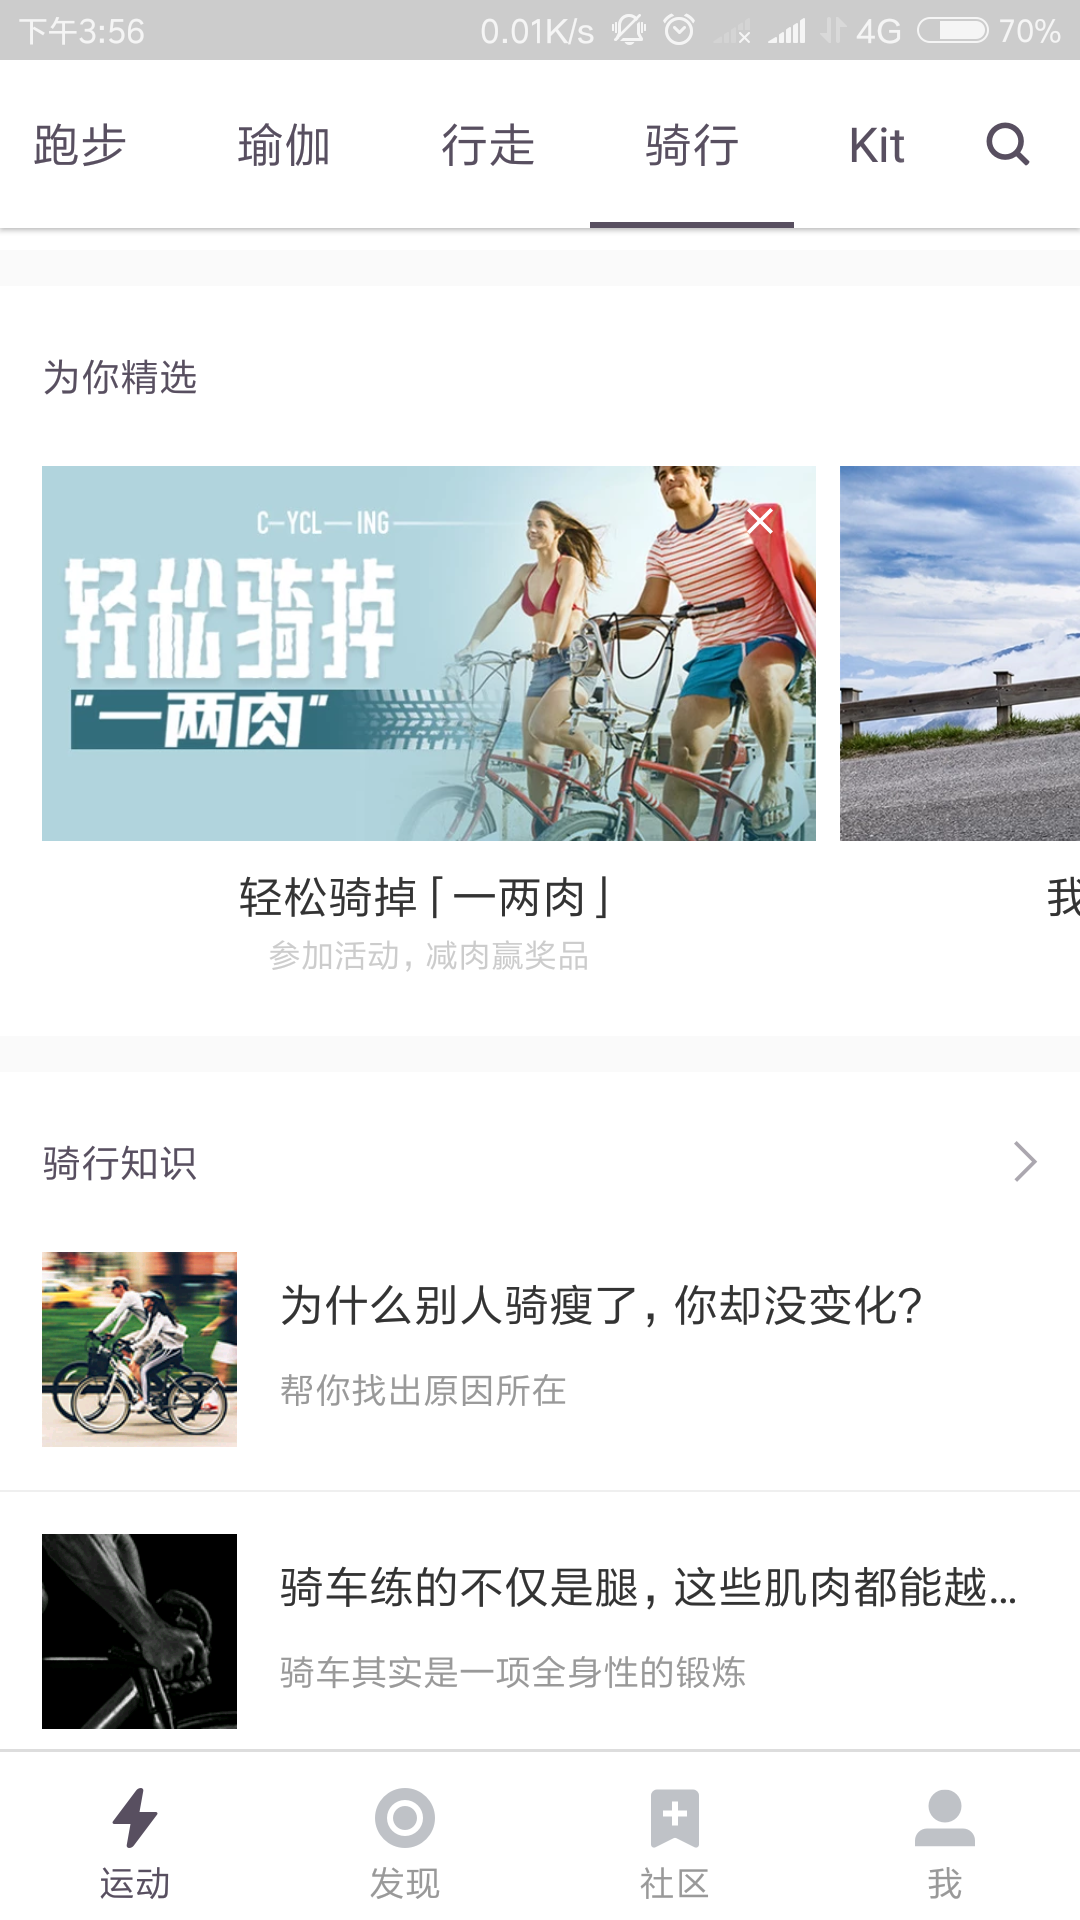 下午3:56
0.01K/s
4G
70%
跑步
瑜伽
行走
骑行
Kit
为你精选
C—YCL—ING
轻松骑掉
“一两肉”
轻松骑掉「一两肉」
我
参加活动，减肉赢奖品
骑行知识
为什么别人骑瘦了，你却没变化？
帮你找出原因所在
骑车练的不仅是腿，这些肌肉都能越...
骑车其实是一项全身性的锻炼
运动
发现
社区
我